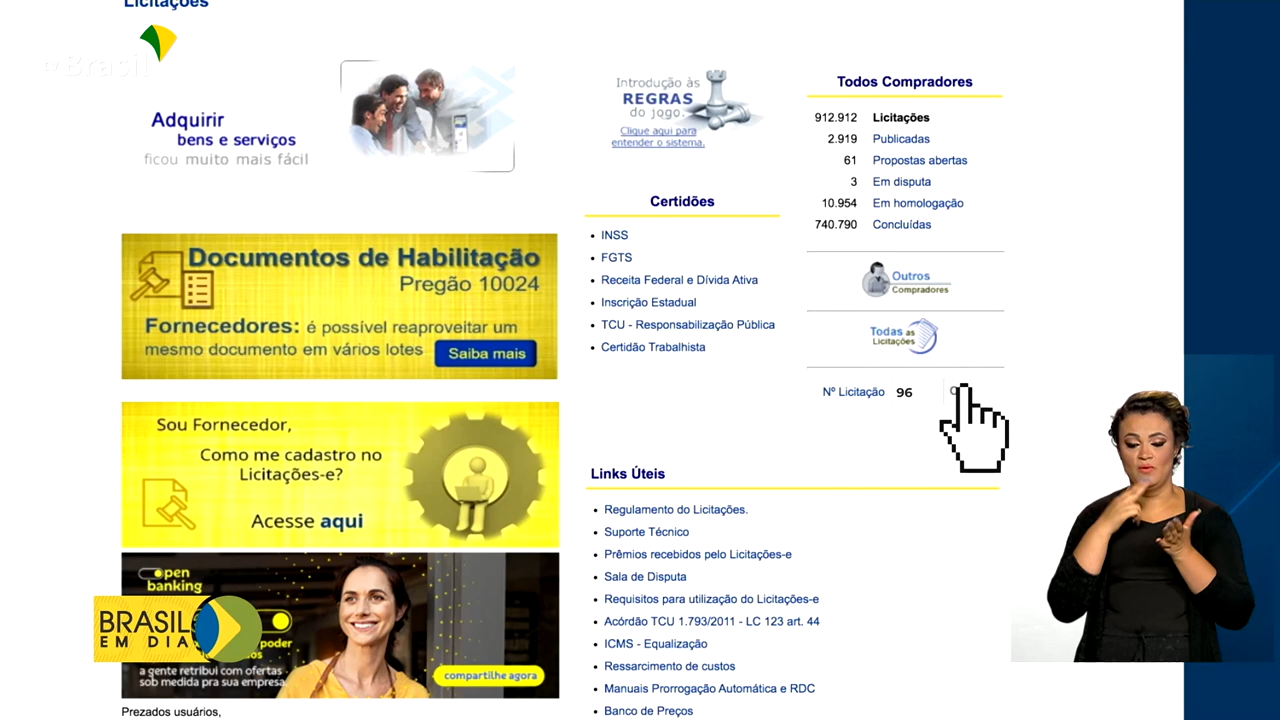 Licitações
tv Brasil
Adquirir
bens e serviços
ficou muito mais fácil
Introdução às
REGRAS
do jogo.
Clique aqui para
entender o sistema.
Todos Compradores
912.912 Licitações
2.919 Publicadas
61 Propostas abertas
3 Em disputa
10.954 Em homologação
740.790 Concluídas
Outros
Compradores
Todas as
Licitações
Nº Licitação 96
Certidões
INSS
FGTS
Receita Federal e Dívida Ativa
Inscrição Estadual
TCU - Responsabilização Pública
Certidão Trabalhista
Documentos de Habilitação
Pregão 10024
Fornecedores: é possível reaproveitar um
mesmo documento em vários lotes Saiba mais
Sou Fornecedor,
Como me cadastro no
Licitações-e?
Acesse aqui
open
banking
poder
a gente retribui com ofertas
sob medida pra sua empresa.
compartilhe agora
BRASIL
EM DIA
Prezados usuários,
Links Úteis
Regulamento do Licitações.
Suporte Técnico
Prêmios recebidos pelo Licitações-e
Sala de Disputa
Requisitos para utilização do Licitações-e
Acórdão TCU 1.793/2011 - LC 123 art. 44
ICMS - Equalização
Ressarcimento de custos
Manuais Prorrogação Automática e RDC
Banco de Preços